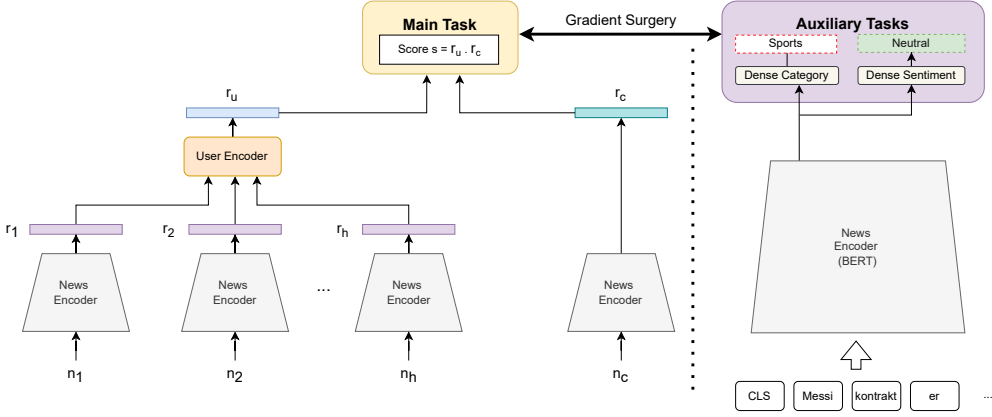 Main Task
Score s = r_u . r_c
Gradient Surgery
Auxiliary Tasks
Sports
Neutral
Dense Category
Dense Sentiment
r_u
r_c
User Encoder
r_1
r_2
r_h
News
Encoder
News
Encoder
...
News
Encoder
News
Encoder
News
Encoder
(BERT)
n_1
n_2
n_h
n_c
CLS
Messi
kontrakt
er
...